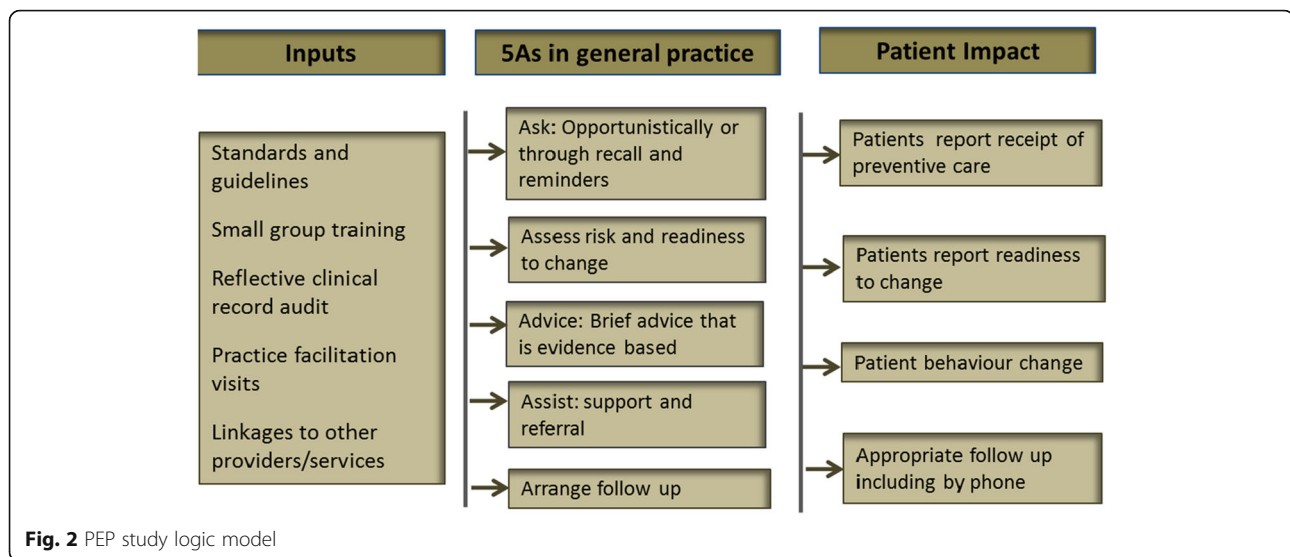 Inputs
Standards and
guidelines
Small group training
Reflective clinical
record audit
Practice facilitation
visits
Linkages to other
providers/services
5As in general practice
Ask: Opportunistically or
through recall and
reminders
Assess risk and readiness
to change
Advice: Brief advice that
is evidence based
Assist: support and
referral
Arrange follow up
Patient Impact
Patients report receipt of
preventive care
Patients report readiness
to change
Patient behaviour change
Appropriate follow up
including by phone
Fig. 2 PEP study logic model